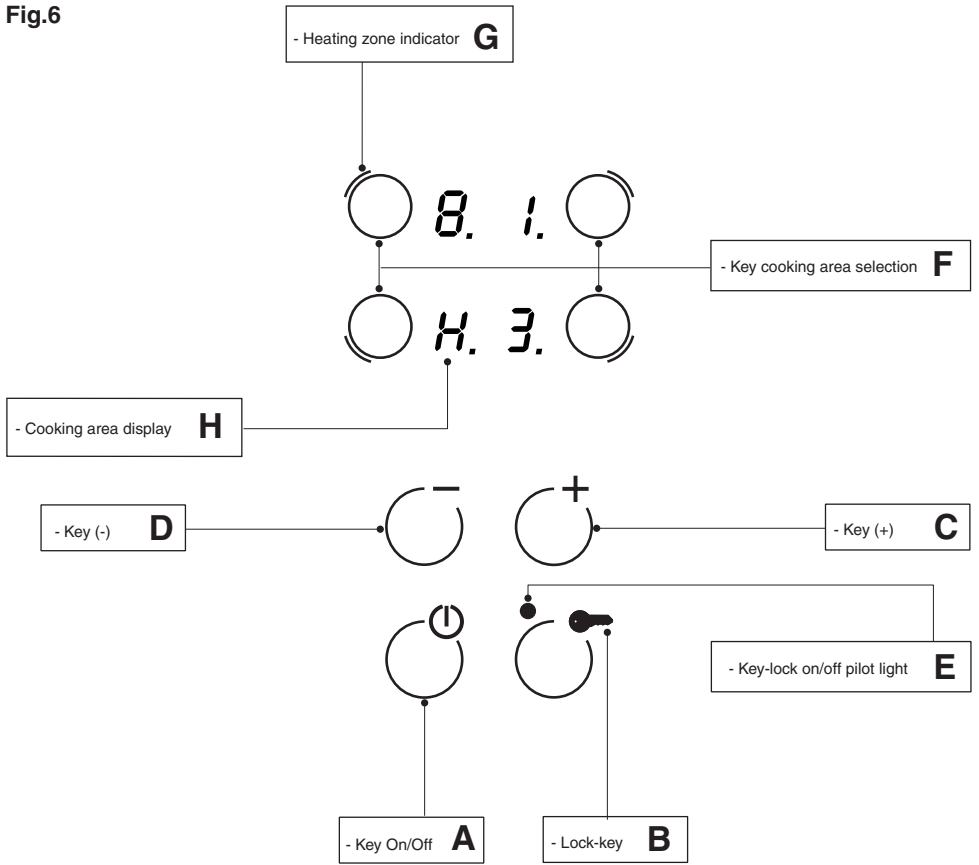 Fig.6
- Heating zone indicator G
8. 1.
- Key cooking area selection F
H. 3.
- Cooking area display H
- Key (-) D
- +
- Key (+) C
- Key-lock on/off pilot light E
- Key On/Off A
- Lock-key B